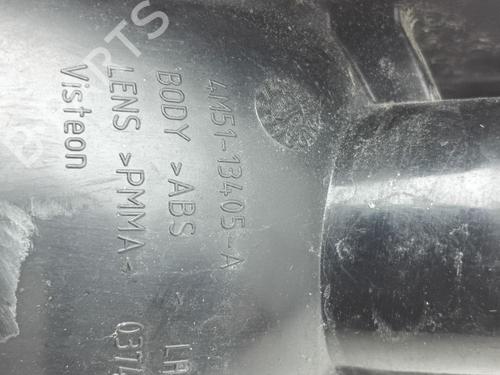 4M51-13405-A
BODY >ABS
LENS >PMMA<
Visteon